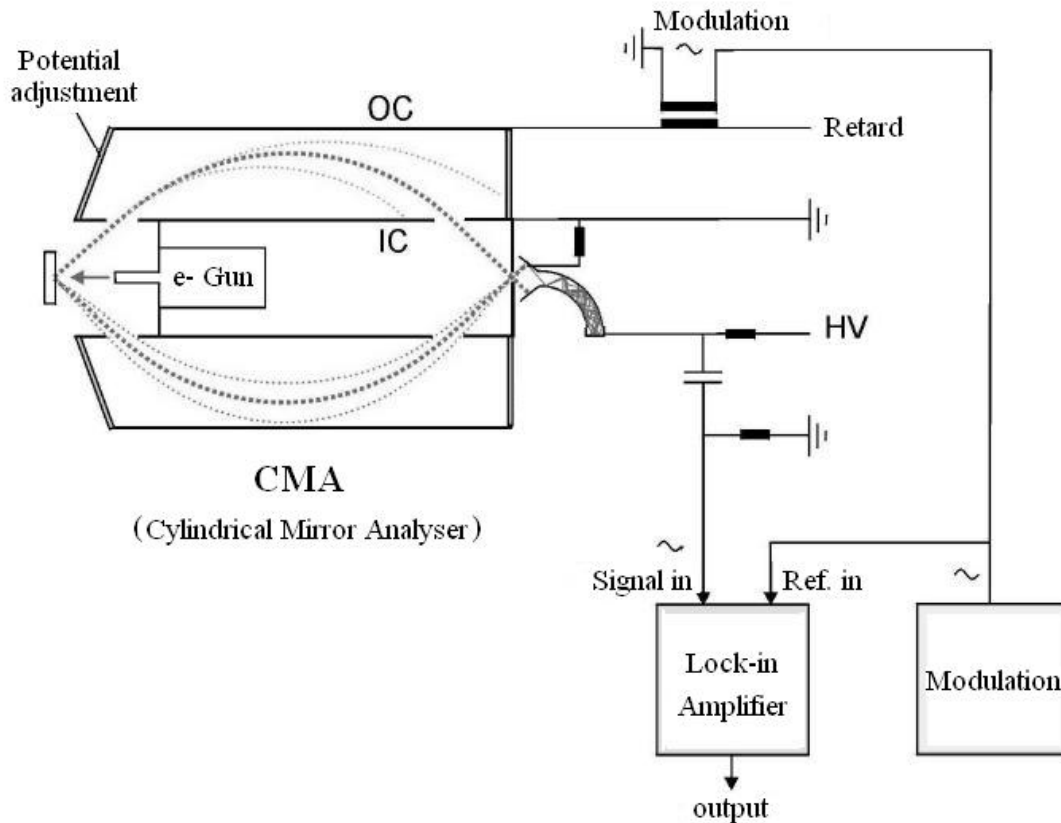 Modulation
~
Potential
adjustment
OC
Retard
IC
e- Gun
HV
CMA
(Cylindrical Mirror Analyser)
~
Signal in
Ref. in
~
Lock-in
Amplifier
Modulation
output